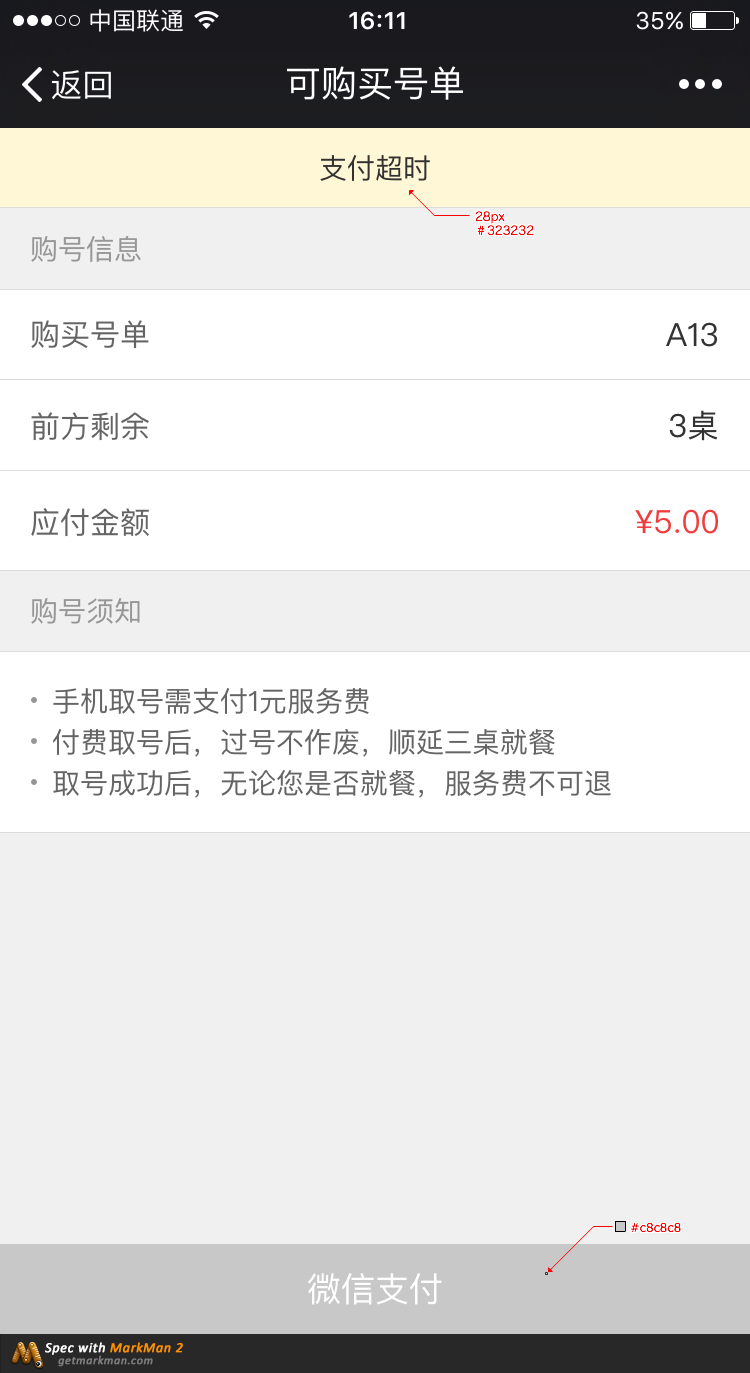 中国联通 16:11 35%
返回 可购买号单
支付超时
28px
#323232
购号信息
购买号单 A13
前方剩余 3桌
应付金额 ¥5.00
购号须知
• 手机取号需支付1元服务费
• 付费取号后，过号不作废，顺延三桌就餐
• 取号成功后，无论您是否就餐，服务费不可退
#c8c8c8
微信支付
Spec with MarkMan 2
getmarkman.com